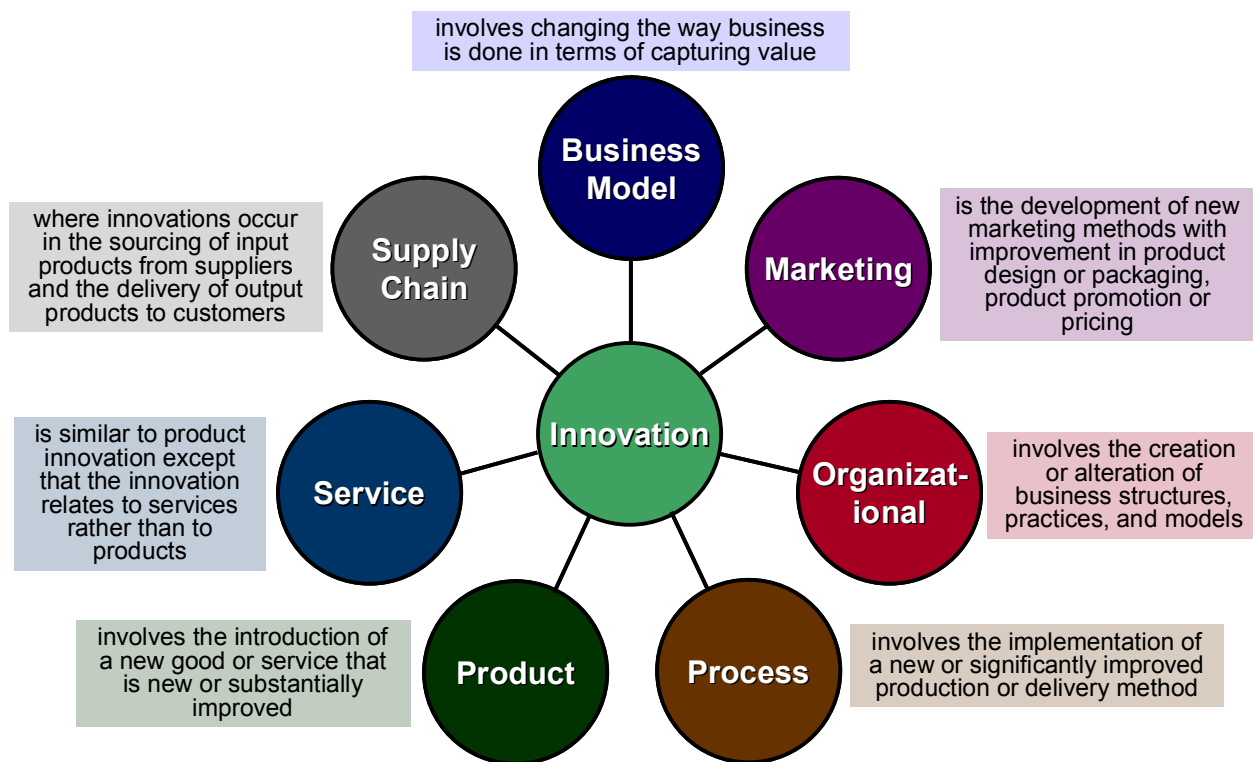 involves changing the way business
is done in terms of capturing value
Business
Model
where innovations occur
in the sourcing of input
products from suppliers
and the delivery of output
products to customers
Supply
Chain
Marketing
is the development of new
marketing methods with
improvement in product
design or packaging,
product promotion or
pricing
Innovation
is similar to product
innovation except
that the innovation
relates to services
rather than to
products
Service
Organizat-
ional
involves the creation
or alteration of
business structures,
practices, and models
involves the introduction of
a new good or service that
is new or substantially
improved
Product
Process
involves the implementation of
a new or significantly improved
production or delivery method